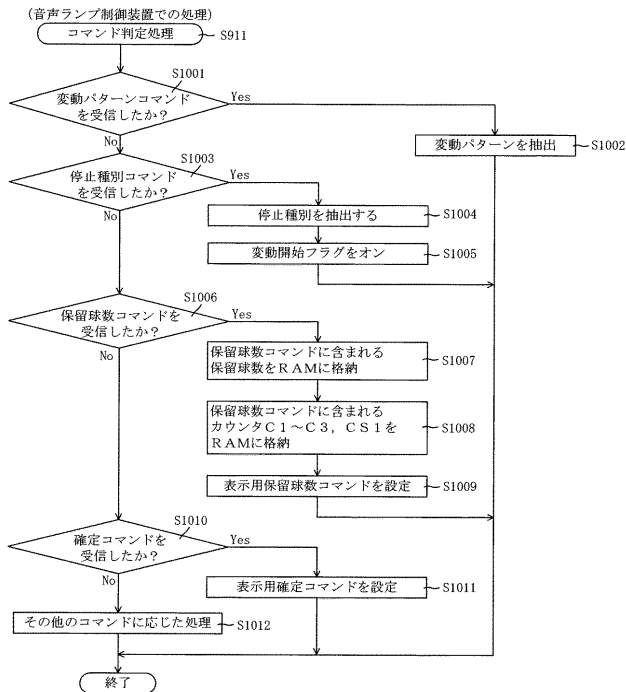 (音声ランプ制御装置での処理)
コマンド判定処理
S911
S1001
変動パターンコマンド
を受信したか?
Yes
No
変動パターンを抽出
S1002
S1003
停止種別コマンド
を受信したか?
Yes
No
停止種別を抽出する
S1004
変動開始フラグをオン
S1005
S1006
保留球数コマンドを
受信したか?
Yes
No
保留球数コマンドに含まれる
保留球数をRAMに格納
S1007
保留球数コマンドに含まれる
カウンタC1~C3,CS1を
RAMに格納
S1008
表示用保留球数コマンドを設定
S1009
S1010
確定コマンドを
受信したか?
Yes
No
表示用確定コマンドを設定
S1011
その他のコマンドに応じた処理
S1012
終了